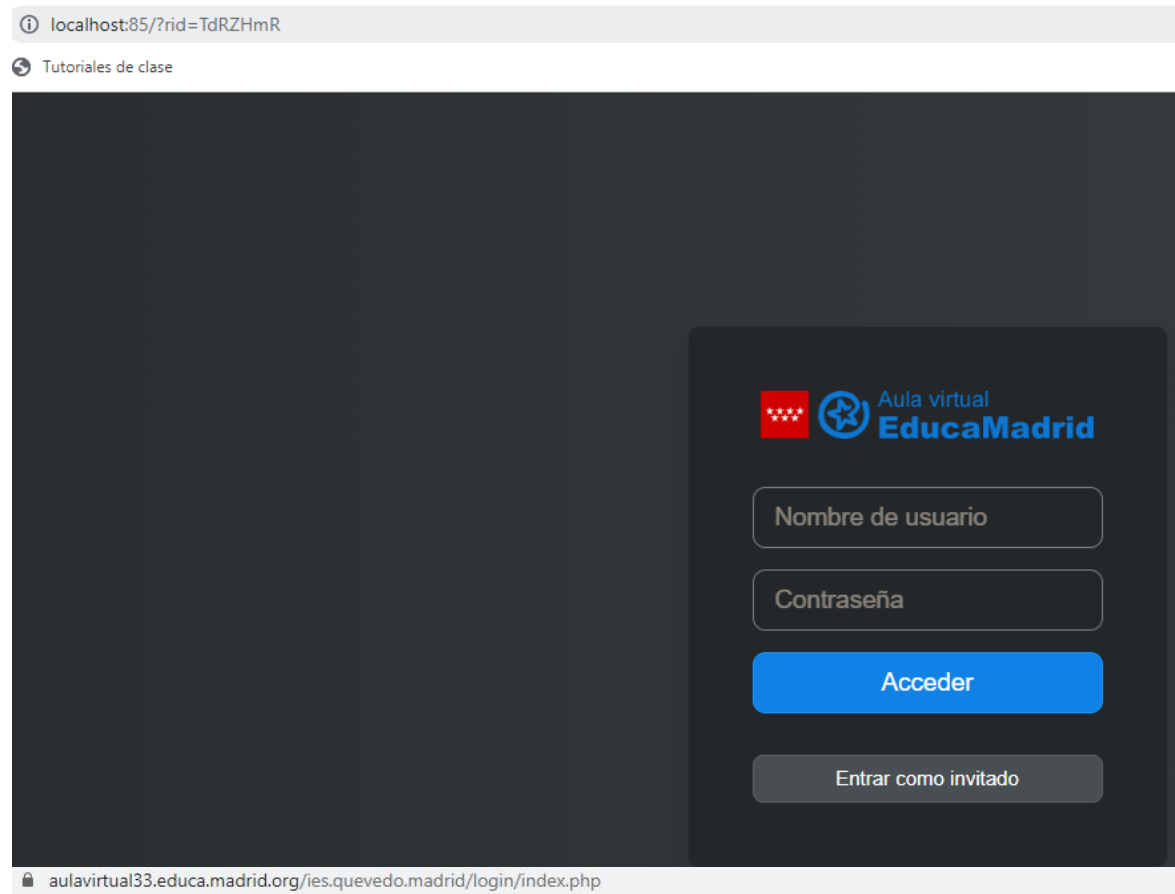 localhost:85/?rid=TdRZHmR
Tutoriales de clase
Aula virtual
EducaMadrid
Nombre de usuario
Contraseña
Acceder
Entrar como invitado
aulavirtual33.educa.madrid.org/ies.quevedo.madrid/login/index.php